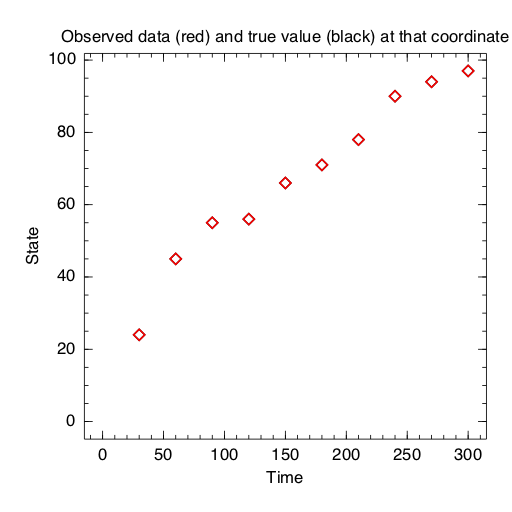 Observed data (red) and true value (black) at that coordinate
100
80
60
40
20
0
State
0 50 100 150 200 250 300
Time